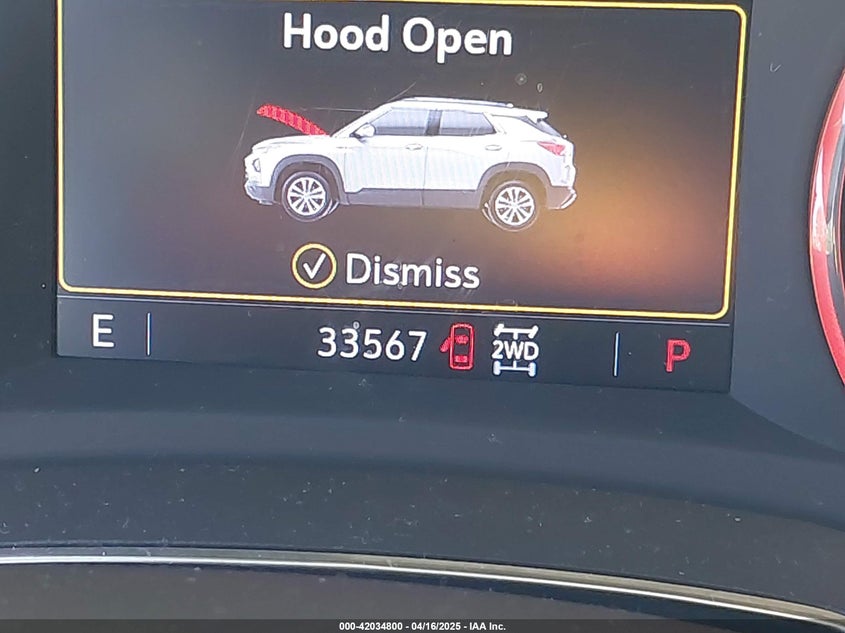 Hood Open
Dismiss
E 33567 2WD P
000-42034800 - 04/16/2025 - IAA Inc.